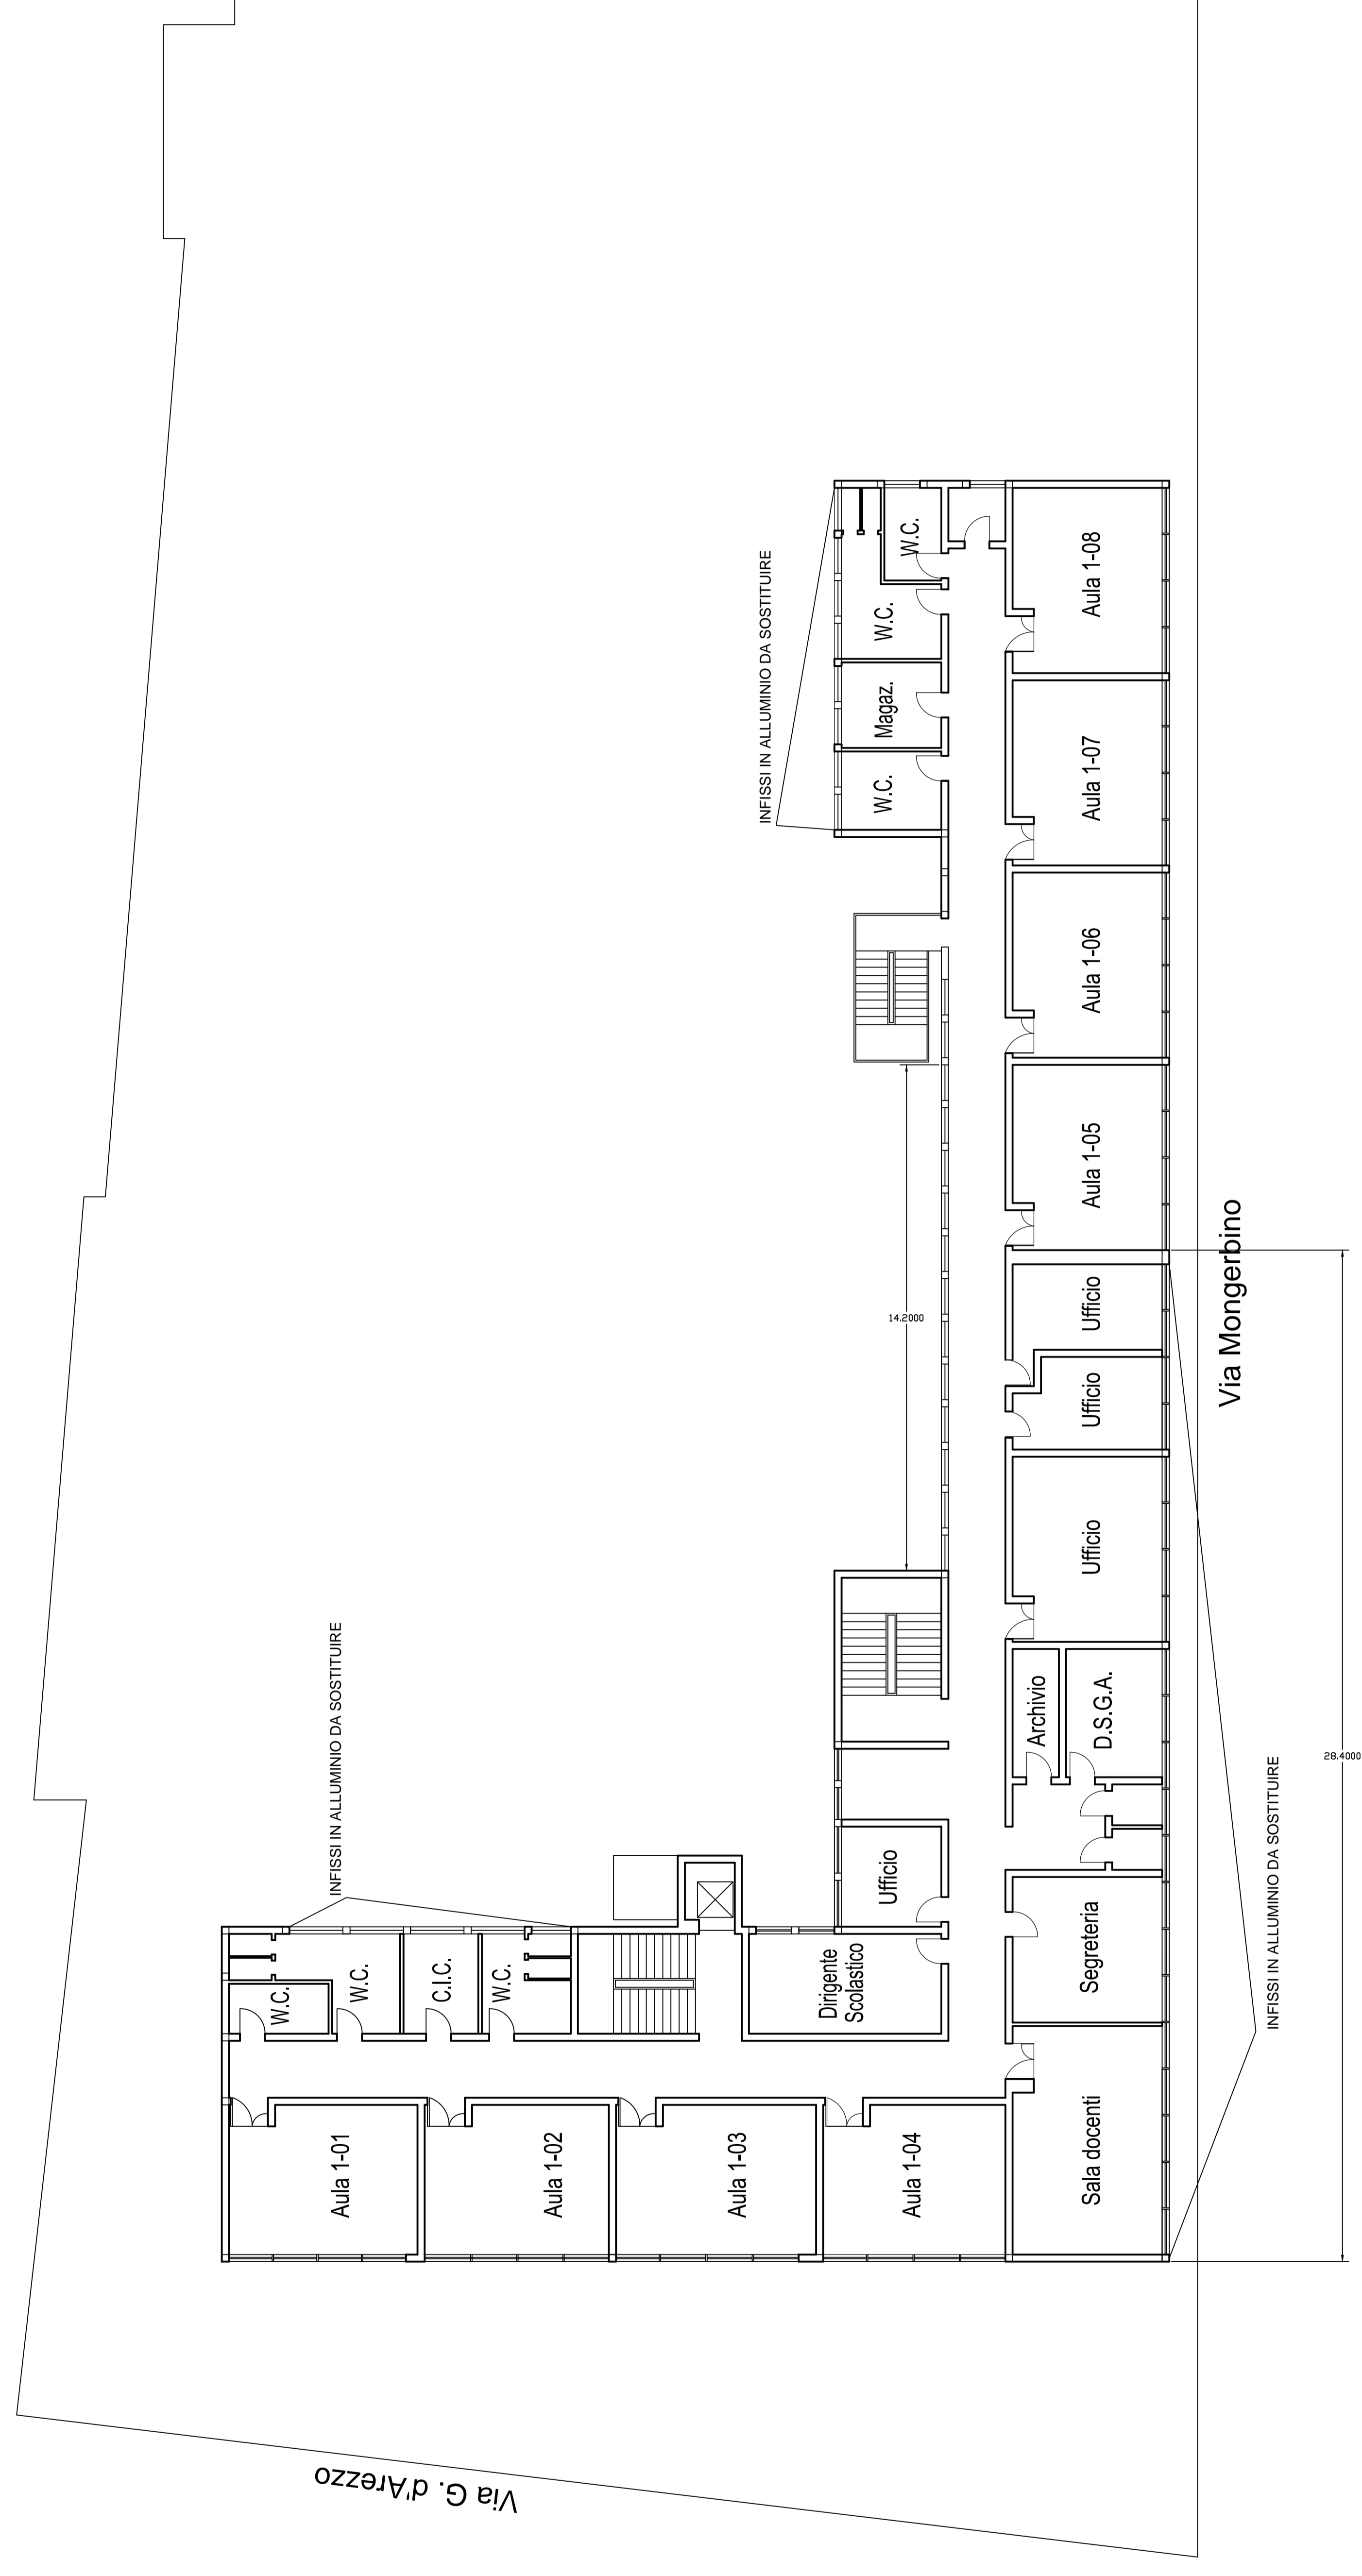 INFISSI IN ALLUMINIO DA SOSTITUIRE
W.C.
W.C.
Magaz.
W.C.
Aula 1-08
Aula 1-07
Aula 1-06
Aula 1-05
14.2000
Ufficio
Ufficio
Ufficio
Via Mongerbino
Archivio
D.S.G.A.
28.4000
INFISSI IN ALLUMINIO DA SOSTITUIRE
INFISSI IN ALLUMINIO DA SOSTITUIRE
Ufficio
Dirigente
Scolastico
Segreteria
Sala docenti
W.C.
W.C.
C.I.C.
W.C.
Aula 1-01
Aula 1-02
Aula 1-03
Aula 1-04
Via G. d'Arezzo